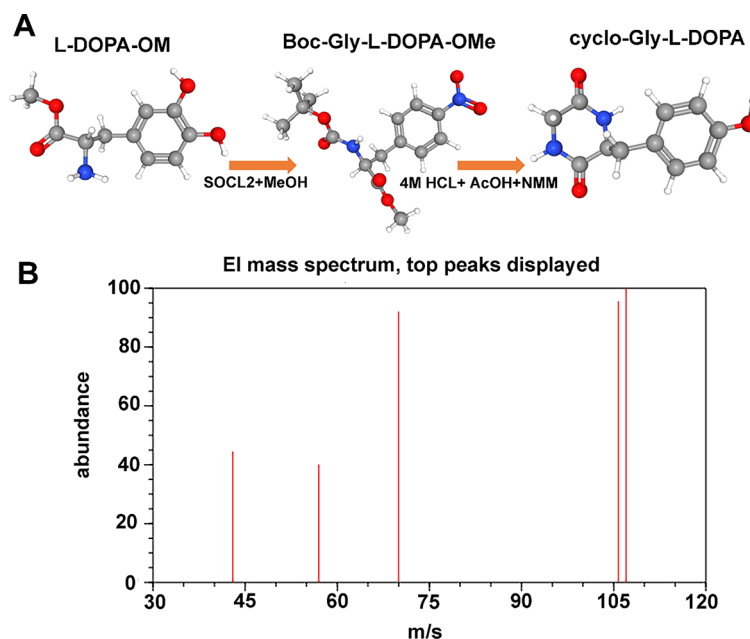 A
L-DOPA-OM
Boc-Gly-L-DOPA-OMe
cyclo-Gly-L-DOPA
SOCL2+MeOH
4M HCL+ AcOH+NMM
B
EI mass spectrum, top peaks displayed
100
80
60
40
20
0
abundance
30 45 60 75 90 105 120
m/s